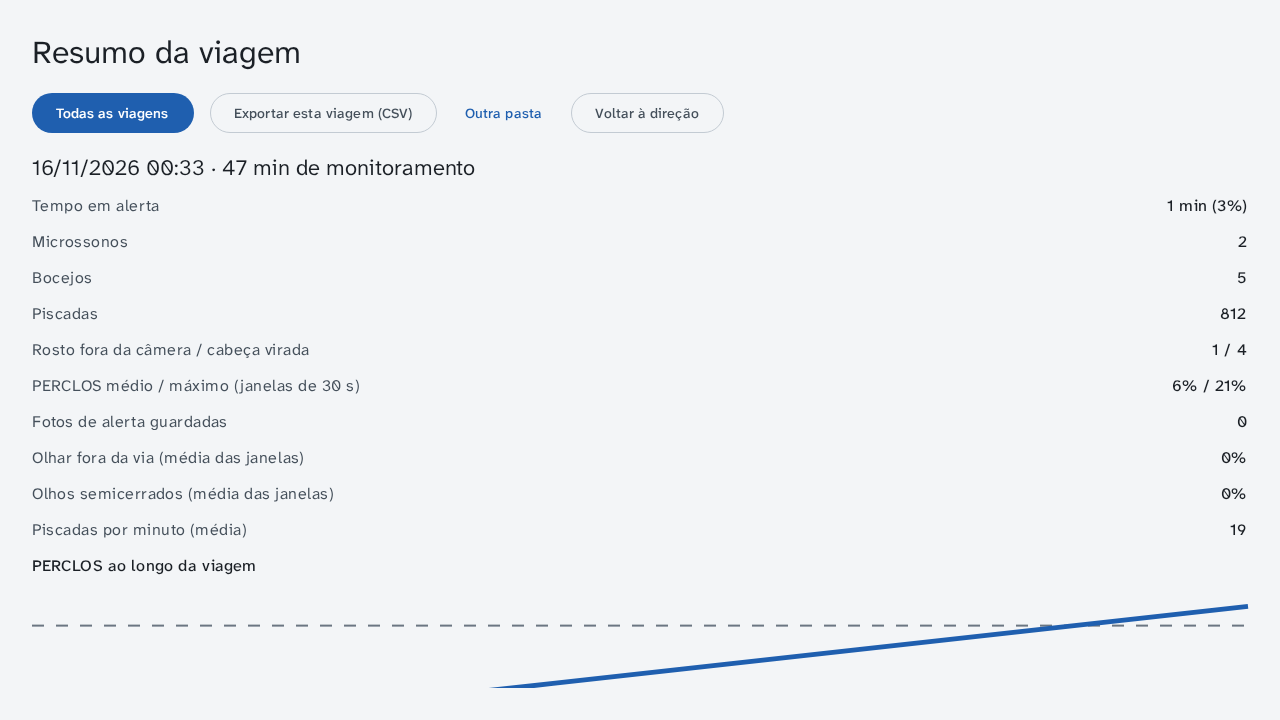 Resumo da viagem
Todas as viagens
Exportar esta viagem (CSV)
Outra pasta
Voltar à direção
16/11/2026 00:33 · 47 min de monitoramento
Tempo em alerta 1 min (3%)
Microssonos 2
Bocejos 5
Piscadas 812
Rosto fora da câmera / cabeça virada 1 / 4
PERCLOS médio / máximo (janelas de 30 s) 6% / 21%
Fotos de alerta guardadas 0
Olhar fora da via (média das janelas) 0%
Olhos semicerrados (média das janelas) 0%
Piscadas por minuto (média) 19
PERCLOS ao longo da viagem